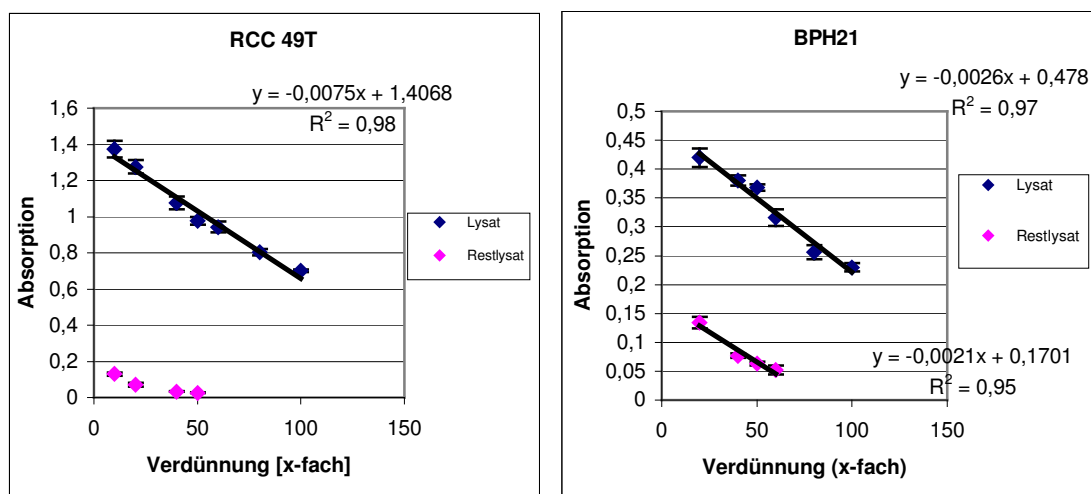 RCC 49T
y = -0,0075x + 1,4068
R² = 0,98
1,6
1,4
1,2
1
0,8
0,6
0,4
0,2
0
0
50
100
150
Absorption
Verdünnung [x-fach]
Lysat
Restlysat
BPH21
y = -0,0026x + 0,478
R² = 0,97
0,5
0,45
0,4
0,35
0,3
0,25
0,2
0,15
0,1
0,05
0
0
50
100
150
Absorption
Verdünnung (x-fach)
y = -0,0021x + 0,1701
R² = 0,95
Lysat
Restlysat